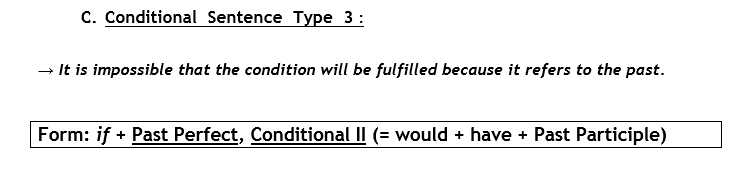 C. Conditional Sentence Type 3 :
→ It is impossible that the condition will be fulfilled because it refers to the past.
Form: if + Past Perfect, Conditional II (= would + have + Past Participle)